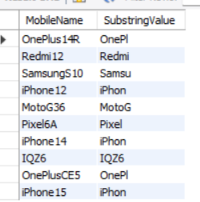 MobileName SubstringValue
OnePlus14R OnePl
Redmi12 Redmi
SamsungS10 Samsu
iPhone12 iPhon
MotoG36 MotoG
Pixel6A Pixel
iPhone14 iPhon
IQZ6 IQZ6
OnePlusCE5 OnePl
iPhone15 iPhon